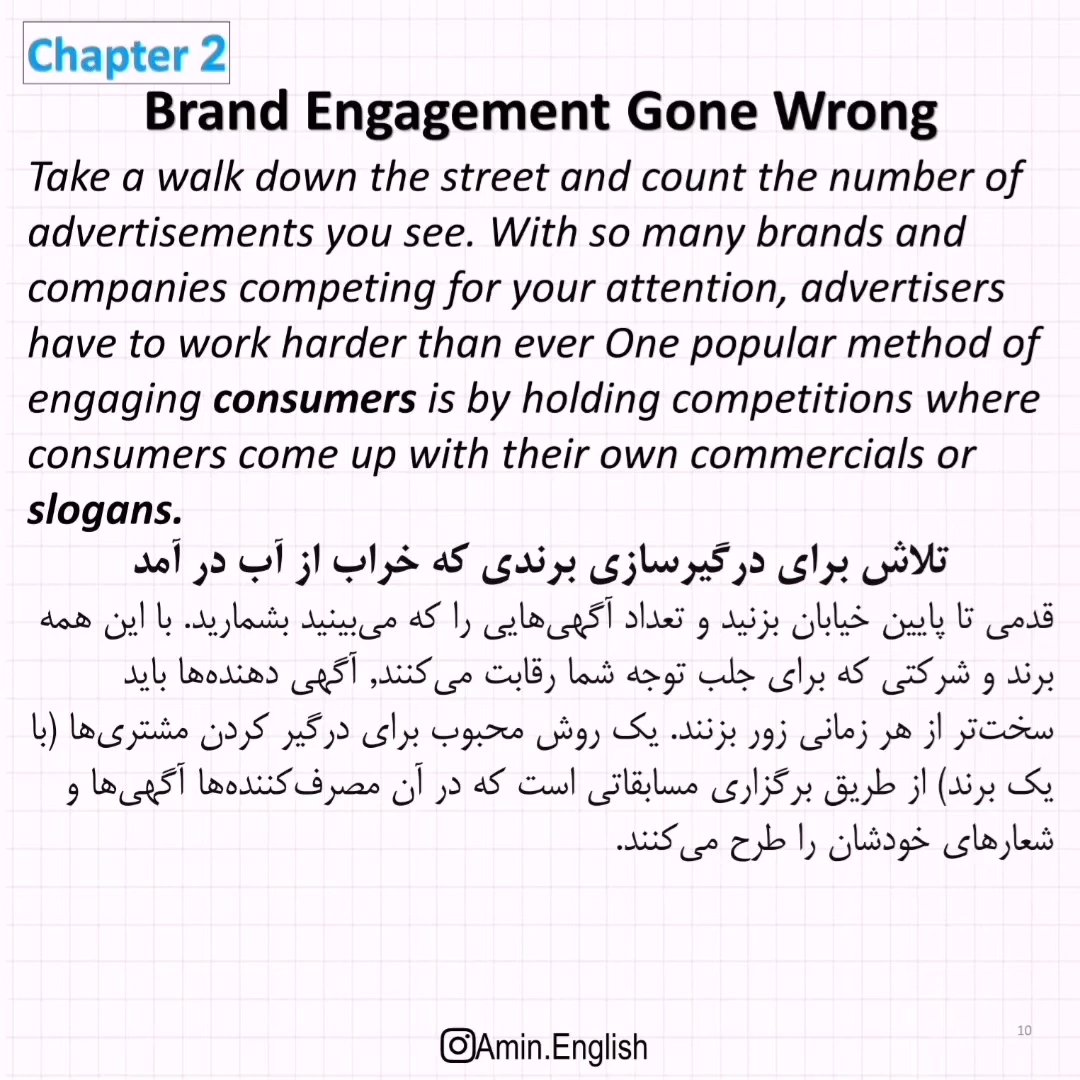 Chapter 2
Brand Engagement Gone Wrong
Take a walk down the street and count the number of
advertisements you see. With so many brands and
companies competing for your attention, advertisers
have to work harder than ever One popular method of
engaging consumers is by holding competitions where
consumers come up with their own commercials or
slogans.
تلاش برای درگیرسازی برندی که خراب از آب در آمد
قدمی تا پایین خیابان بزنید و تعداد آگهی‌هایی را که می‌بینید بشمارید. با این همه
برند و شرکتی که برای جلب توجه شما رقابت می‌کنند, آگهی دهنده‌ها باید
سخت‌تر از هر زمانی زور بزنند. یک روش محبوب برای درگیر کردن مشتری‌ها (با
یک برند) از طریق برگزاری مسابقاتی است که در آن مصرف‌کننده‌ها آگهی‌ها و
شعارهای خودشان را طرح می‌کنند.
10
Amin.English